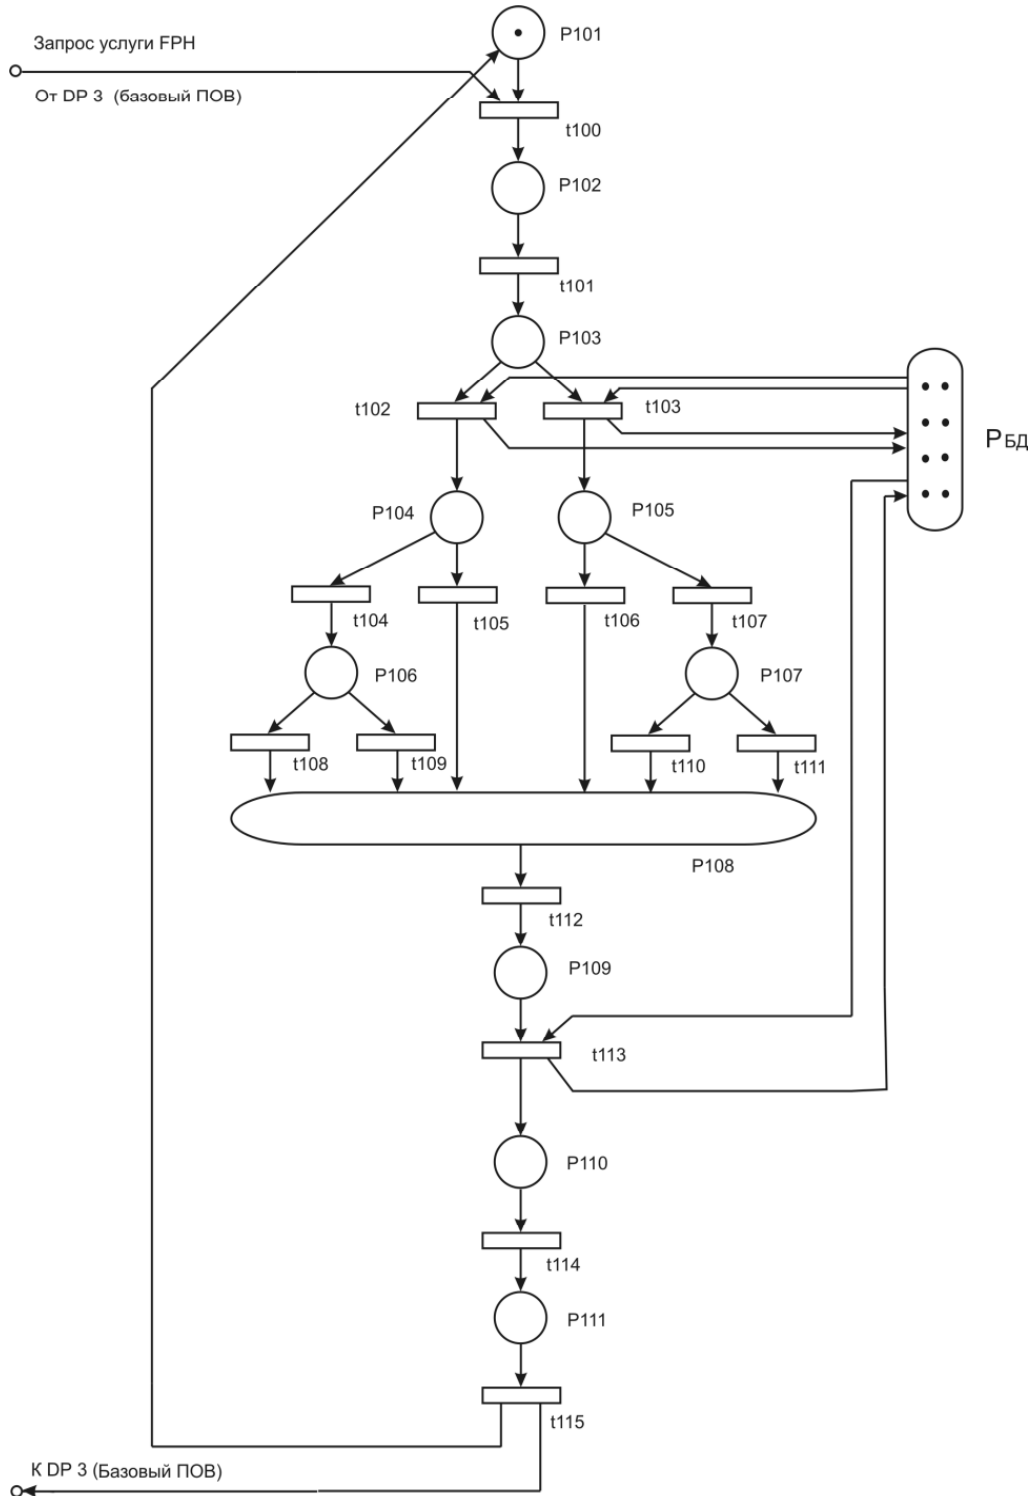 P101
Запрос услуги FPH
От DP 3 (базовый ПОВ)
t100
P102
t101
P103
t102
t103
PБД
P104
P105
t104
t105
t106
t107
P106
P107
t108
t109
t110
t111
P108
t112
P109
t113
P110
t114
P111
t115
К DP 3 (Базовый ПОВ)